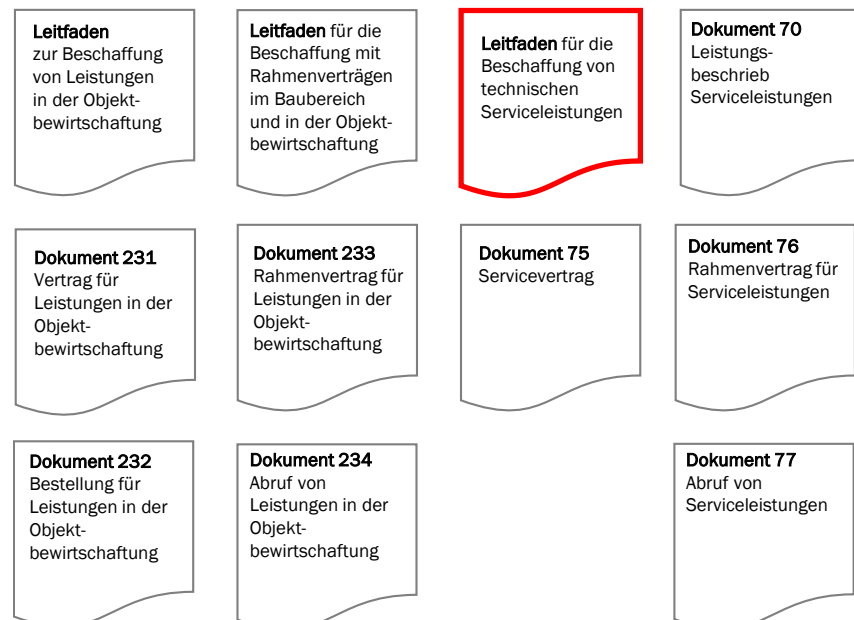 Leitfaden
zur Beschaffung
von Leistungen
in der Objekt-
bewirtschaftung
Leitfaden für die
Beschaffung mit
Rahmenverträgen
im Baubereich
und in der Objekt-
bewirtschaftung
Leitfaden für die
Beschaffung von
technischen
Serviceleistungen
Dokument 70
Leistungs-
beschrieb
Serviceleistungen
Dokument 231
Vertrag für
Leistungen in der
Objekt-
bewirtschaftung
Dokument 233
Rahmenvertrag für
Leistungen in der
Objekt-
bewirtschaftung
Dokument 75
Servicevertrag
Dokument 76
Rahmenvertrag für
Serviceleistungen
Dokument 232
Bestellung für
Leistungen in der
Objekt-
bewirtschaftung
Dokument 234
Abruf von
Leistungen in der
Objekt-
bewirtschaftung
Dokument 77
Abruf von
Serviceleistungen